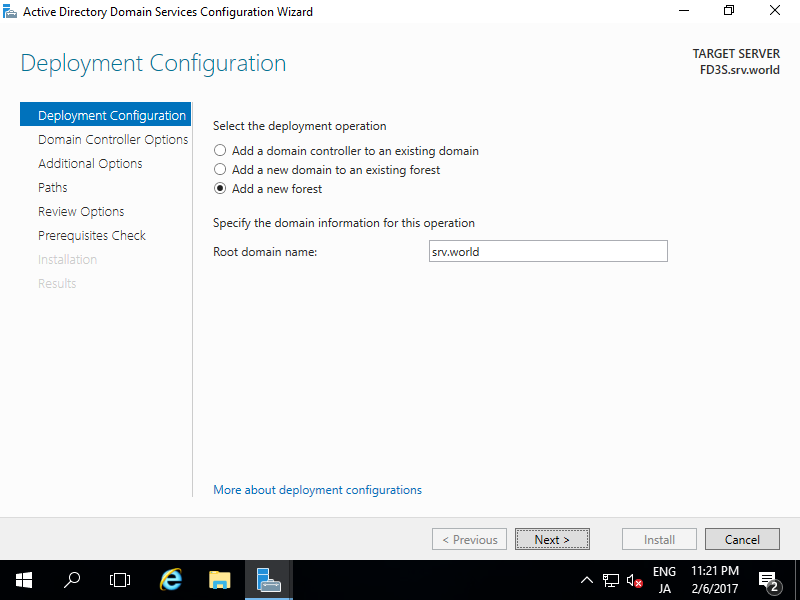 Active Directory Domain Services Configuration Wizard
Deployment Configuration
TARGET SERVER
FD3S.srv.world
Deployment Configuration
Domain Controller Options
Additional Options
Paths
Review Options
Prerequisites Check
Installation
Results
Select the deployment operation
Add a domain controller to an existing domain
Add a new domain to an existing forest
Add a new forest
Specify the domain information for this operation
Root domain name: srv.world
More about deployment configurations
< Previous Next > Install Cancel
ENG 11:21 PM
JA 2/6/2017 2